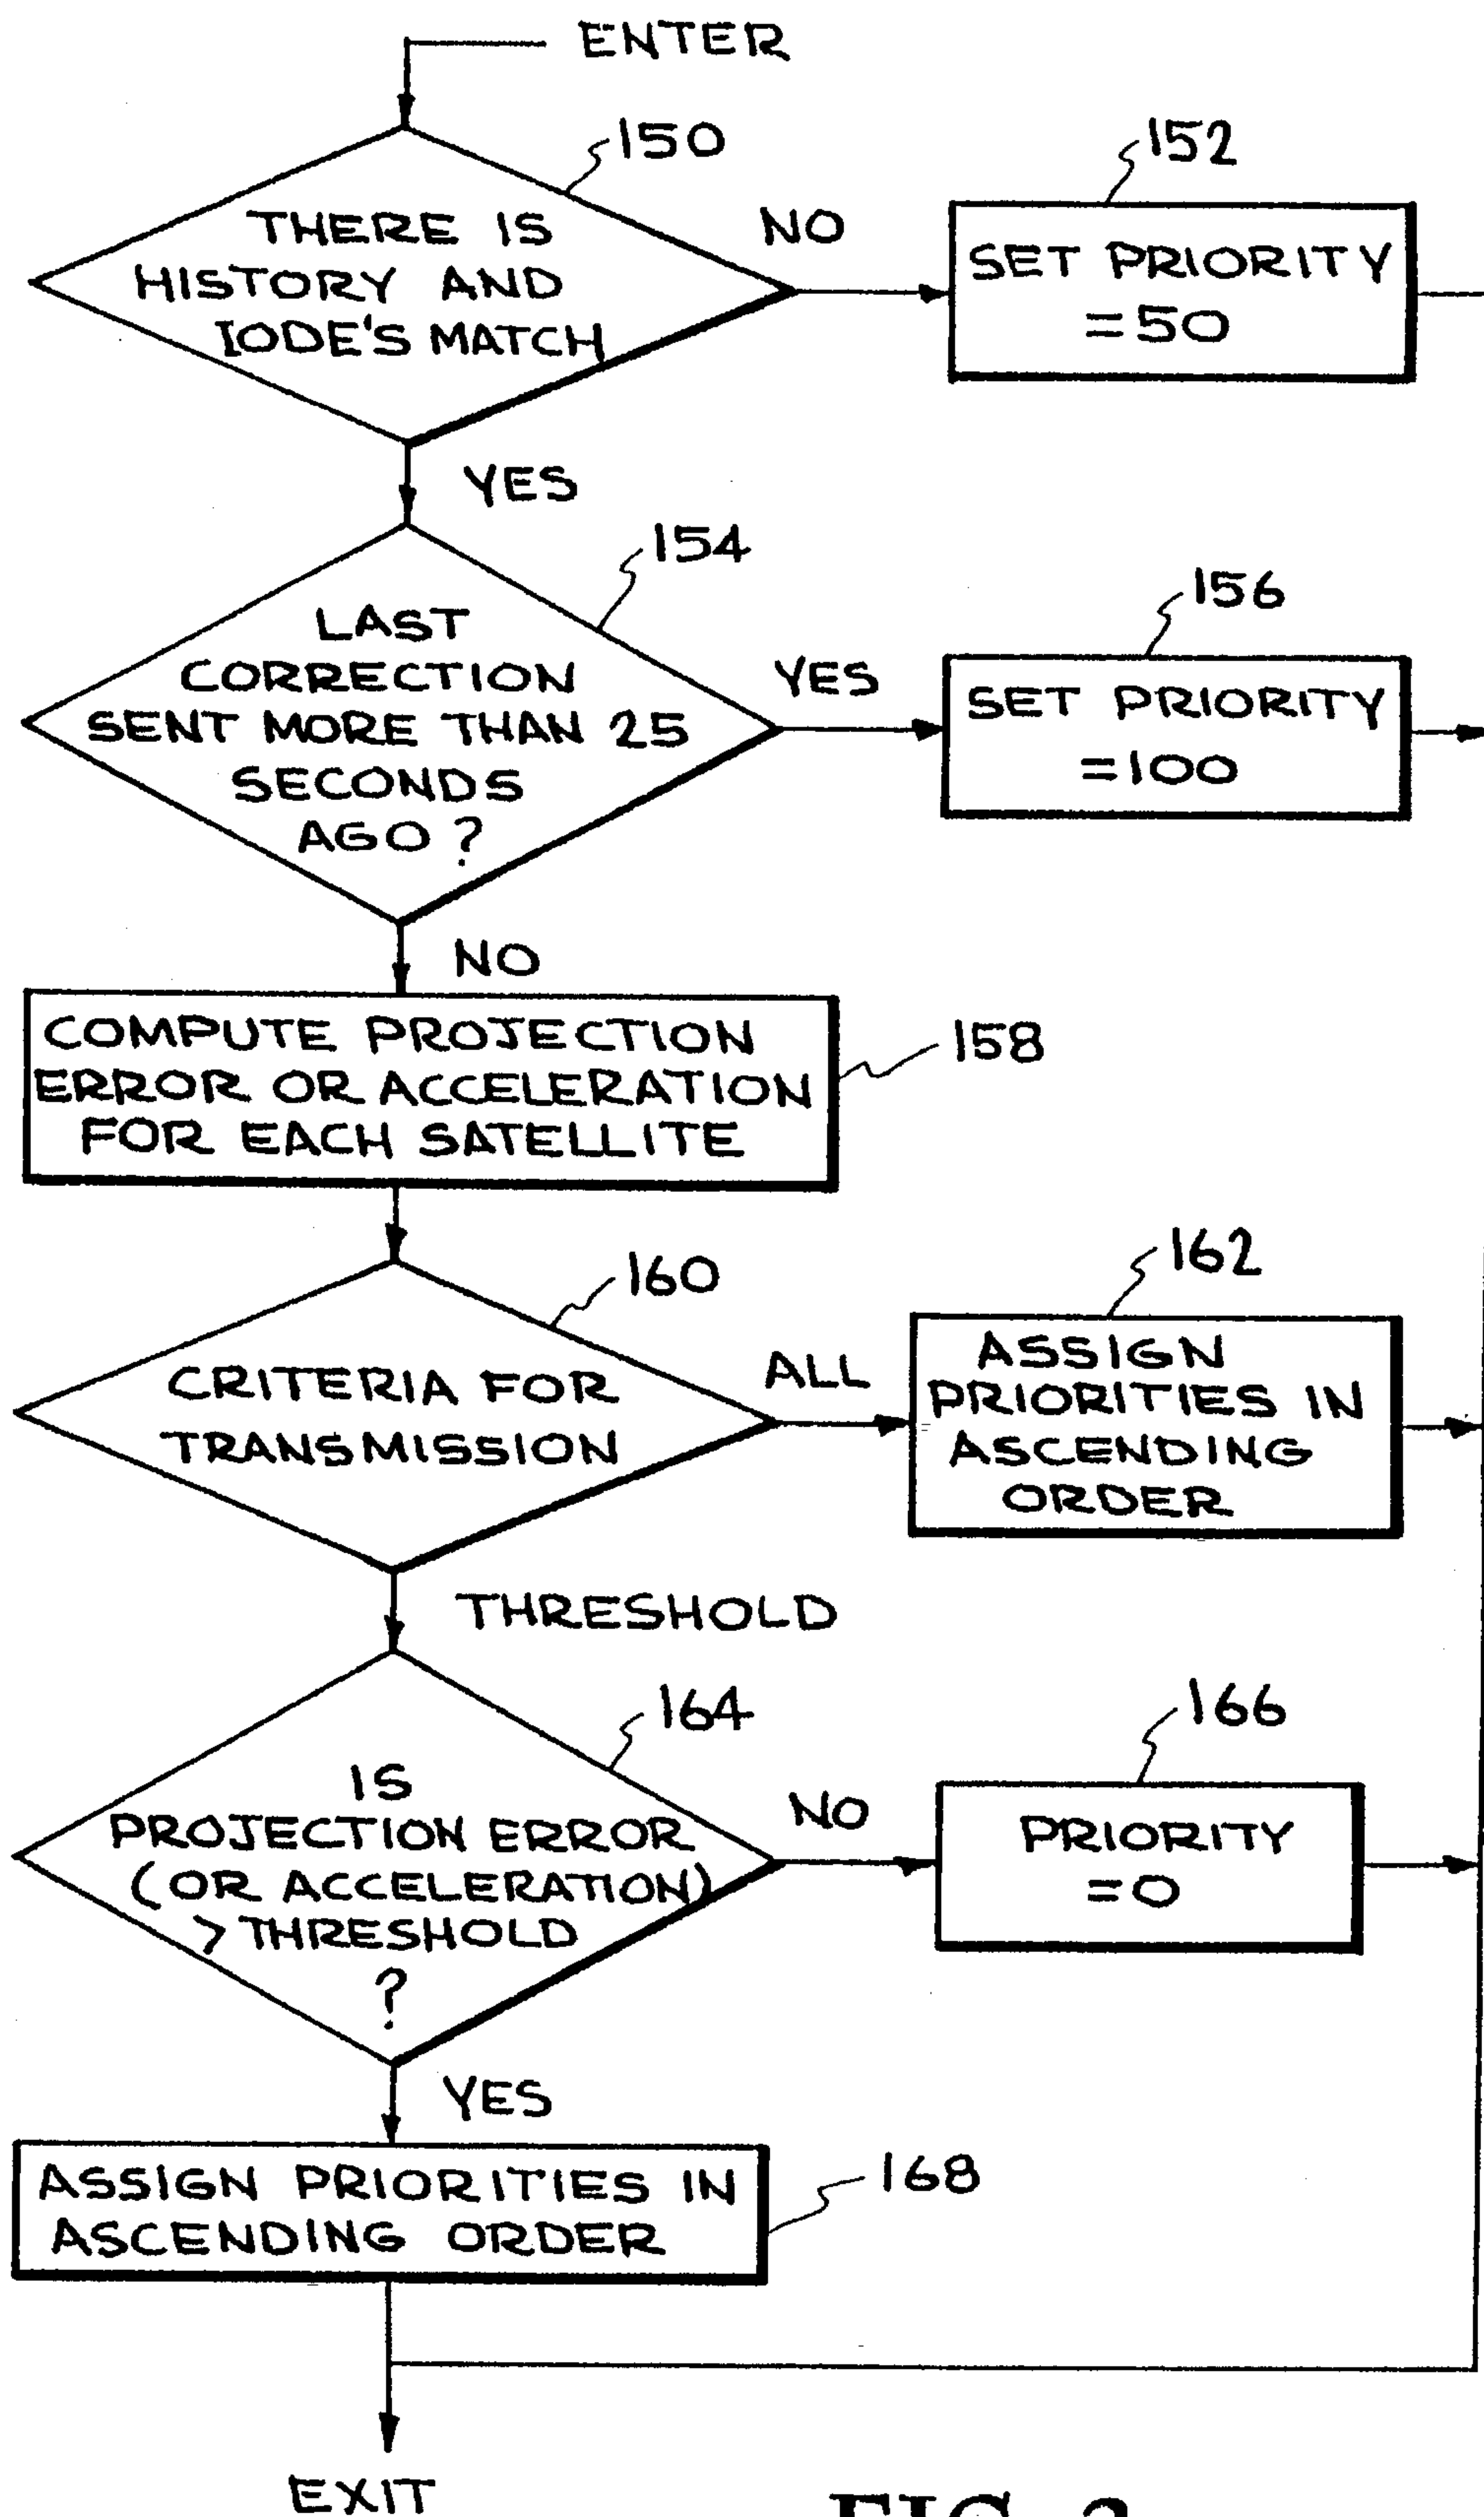 ENTER
150
THERE IS
HISTORY AND
IODE'S MATCH
NO
152
SET PRIORITY
=50
YES
154
LAST
CORRECTION
SENT MORE THAN 25
SECONDS
AGO ?
YES
156
SET PRIORITY
=100
NO
COMPUTE PROJECTION
ERROR OR ACCELERATION
FOR EACH SATELLITE
158
160
CRITERIA FOR
TRANSMISSION
ALL
162
ASSIGN
PRIORITIES IN
ASCENDING
ORDER
THRESHOLD
164
IS
PROJECTION ERROR
(OR ACCELERATION)
> THRESHOLD
?
NO
166
PRIORITY
=0
YES
ASSIGN PRIORITIES IN
ASCENDING ORDER
168
EXIT